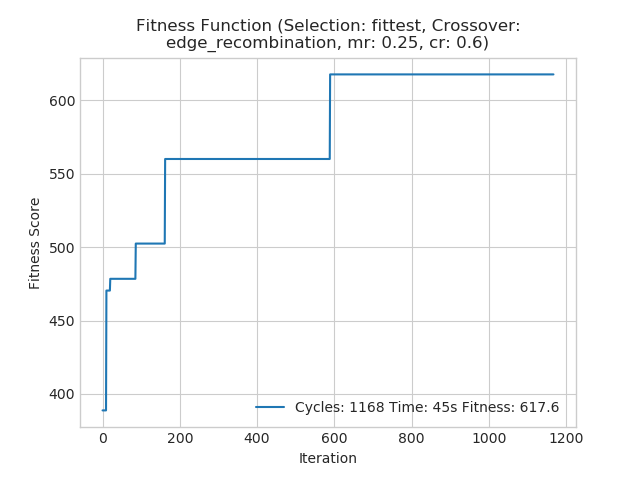 Fitness Function (Selection: fittest, Crossover:
edge_recombination, mr: 0.25, cr: 0.6)
Fitness Score
600
550
500
450
400
Cycles: 1168 Time: 45s Fitness: 617.6
0 200 400 600 800 1000 1200
Iteration